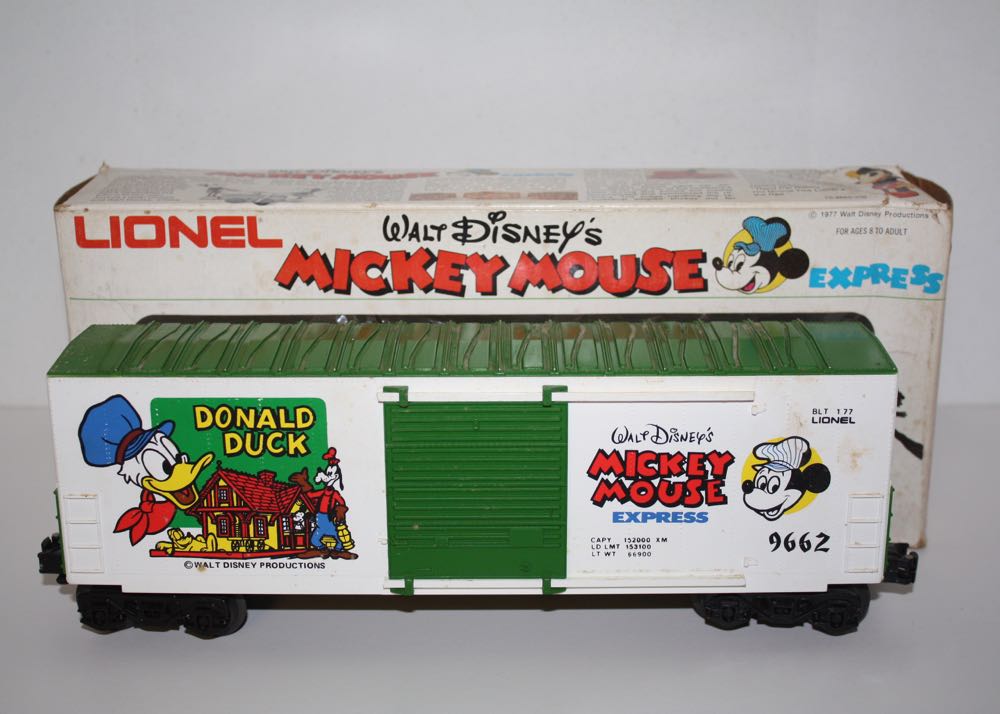 LIONEL
WALT DISNEY'S
MICKEY MOUSE
EXPRESS
© 1977 Walt Disney Productions
FOR AGES 8 TO ADULT
DONALD
DUCK
© WALT DISNEY PRODUCTIONS
WALT DISNEY'S
MICKEY
MOUSE
EXPRESS
CAPY 152000 XM
LD LMT 153100
LT WT 66900
BLT 1 77
LIONEL
9662